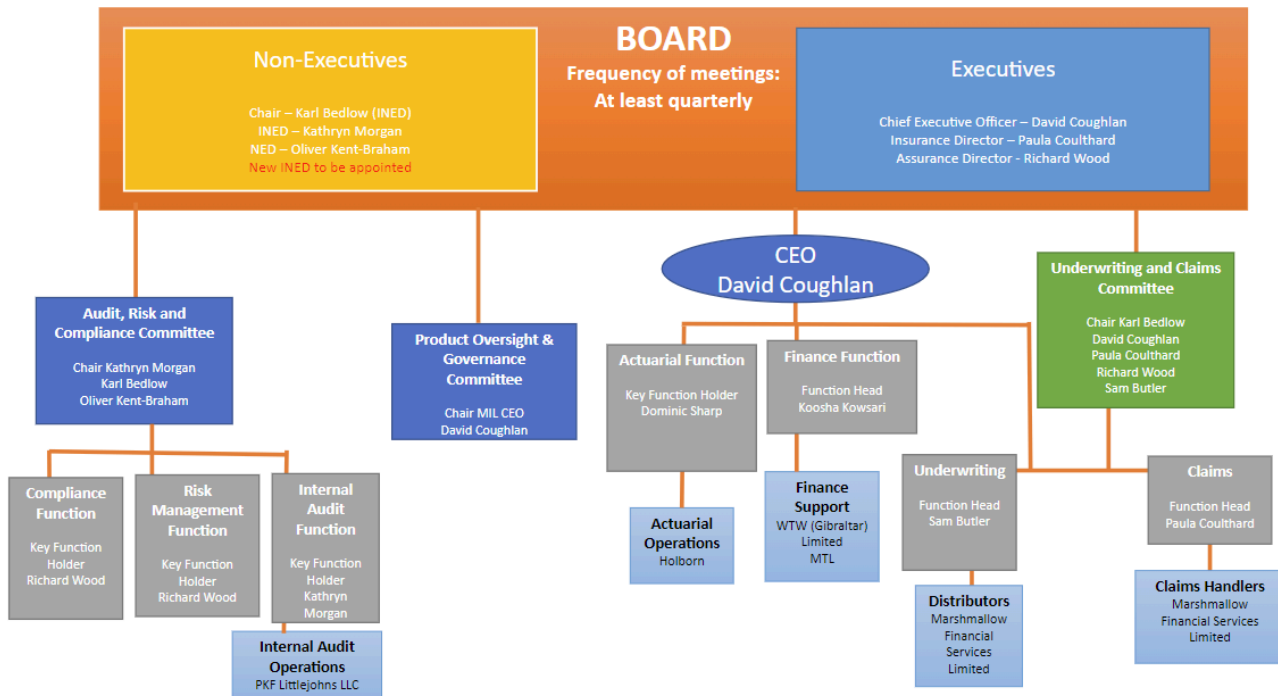 BOARD
Frequency of meetings:
At least quarterly
Non-Executives
Chair – Karl Bedlow (INED)
INED – Kathryn Morgan
NED – Oliver Kent-Braham
New INED to be appointed
Executives
Chief Executive Officer – David Coughlan
Insurance Director – Paula Coulthard
Assurance Director - Richard Wood
CEO
David Coughlan
Underwriting and Claims
Committee
Chair Karl Bedlow
David Coughlan
Paula Coulthard
Richard Wood
Sam Butler
Audit, Risk and
Compliance Committee
Chair Kathryn Morgan
Karl Bedlow
Oliver Kent-Braham
Product Oversight &
Governance
Committee
Chair MIL CEO
David Coughlan
Actuarial Function
Key Function Holder
Dominic Sharp
Finance Function
Function Head
Koosha Kowsari
Compliance
Function
Key Function
Holder
Richard Wood
Risk
Management
Function
Key Function
Holder
Richard Wood
Internal
Audit
Function
Key Function
Holder
Kathryn
Morgan
Underwriting
Function Head
Sam Butler
Claims
Function Head
Paula Coulthard
Actuarial
Operations
Holborn
Finance
Support
WTW (Gibraltar)
Limited
MTL
Distributors
Marshmallow
Financial
Services
Limited
Claims Handlers
Marshmallow
Financial Services
Limited
Internal Audit
Operations
PKF Littlejohns LLC